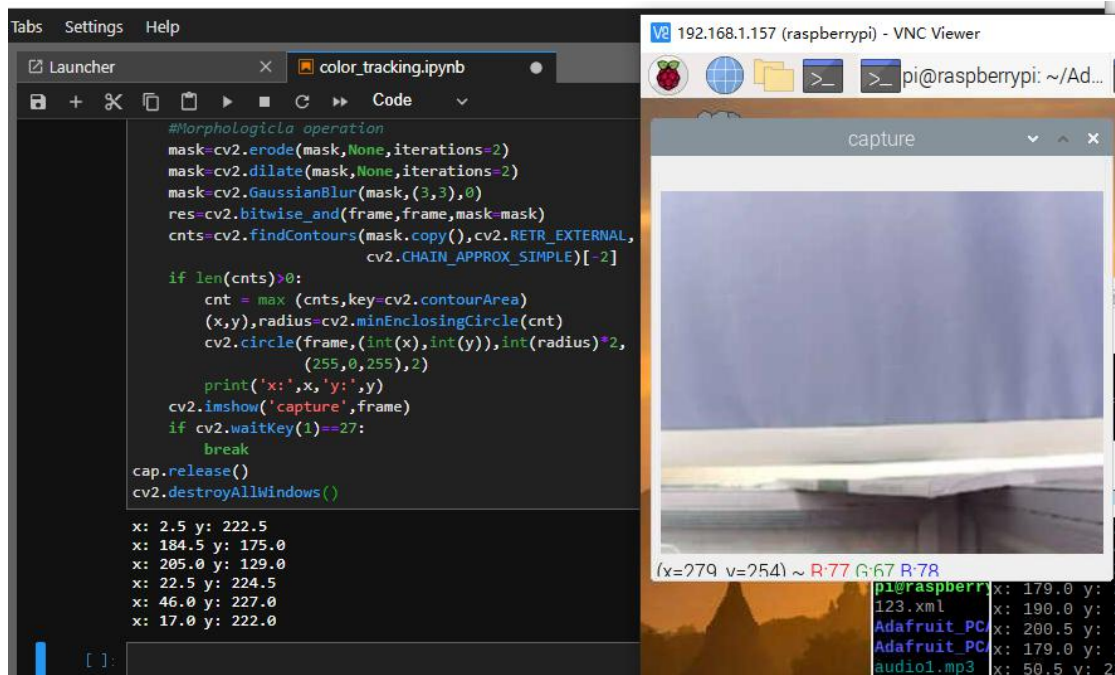 Tabs Settings Help
Launcher
color_tracking.ipynb
Code
#Morphologicla operation
mask=cv2.erode(mask,None,iterations=2)
mask=cv2.dilate(mask,None,iterations=2)
mask=cv2.GaussianBlur(mask,(3,3),0)
res=cv2.bitwise_and(frame,frame,mask=mask)
cnts=cv2.findContours(mask.copy(),cv2.RETR_EXTERNAL,
cv2.CHAIN_APPROX_SIMPLE)[-2]
if len(cnts)>0:
cnt = max (cnts,key=cv2.contourArea)
(x,y),radius=cv2.minEnclosingCircle(cnt)
cv2.circle(frame,(int(x),int(y)),int(radius)*2,
(255,0,255),2)
print('x:',x,'y:',y)
cv2.imshow('capture',frame)
if cv2.waitKey(1)==27:
break
cap.release()
cv2.destroyAllWindows()
x: 2.5 y: 222.5
x: 184.5 y: 175.0
x: 205.0 y: 129.0
x: 22.5 y: 224.5
x: 46.0 y: 227.0
x: 17.0 y: 222.0
[ ]:
192.168.1.157 (raspberrypi) - VNC Viewer
pi@raspberrypi: ~/Ad...
capture
(x=279, y=254) ~ R:77 G:67 B:78
pi@raspberry
123.xml
Adafruit_PCA
Adafruit_PCA
audio1.mp3
x: 179.0 y:
x: 190.0 y:
x: 200.5 y:
x: 179.0 y:
x: 50.5 y: 2